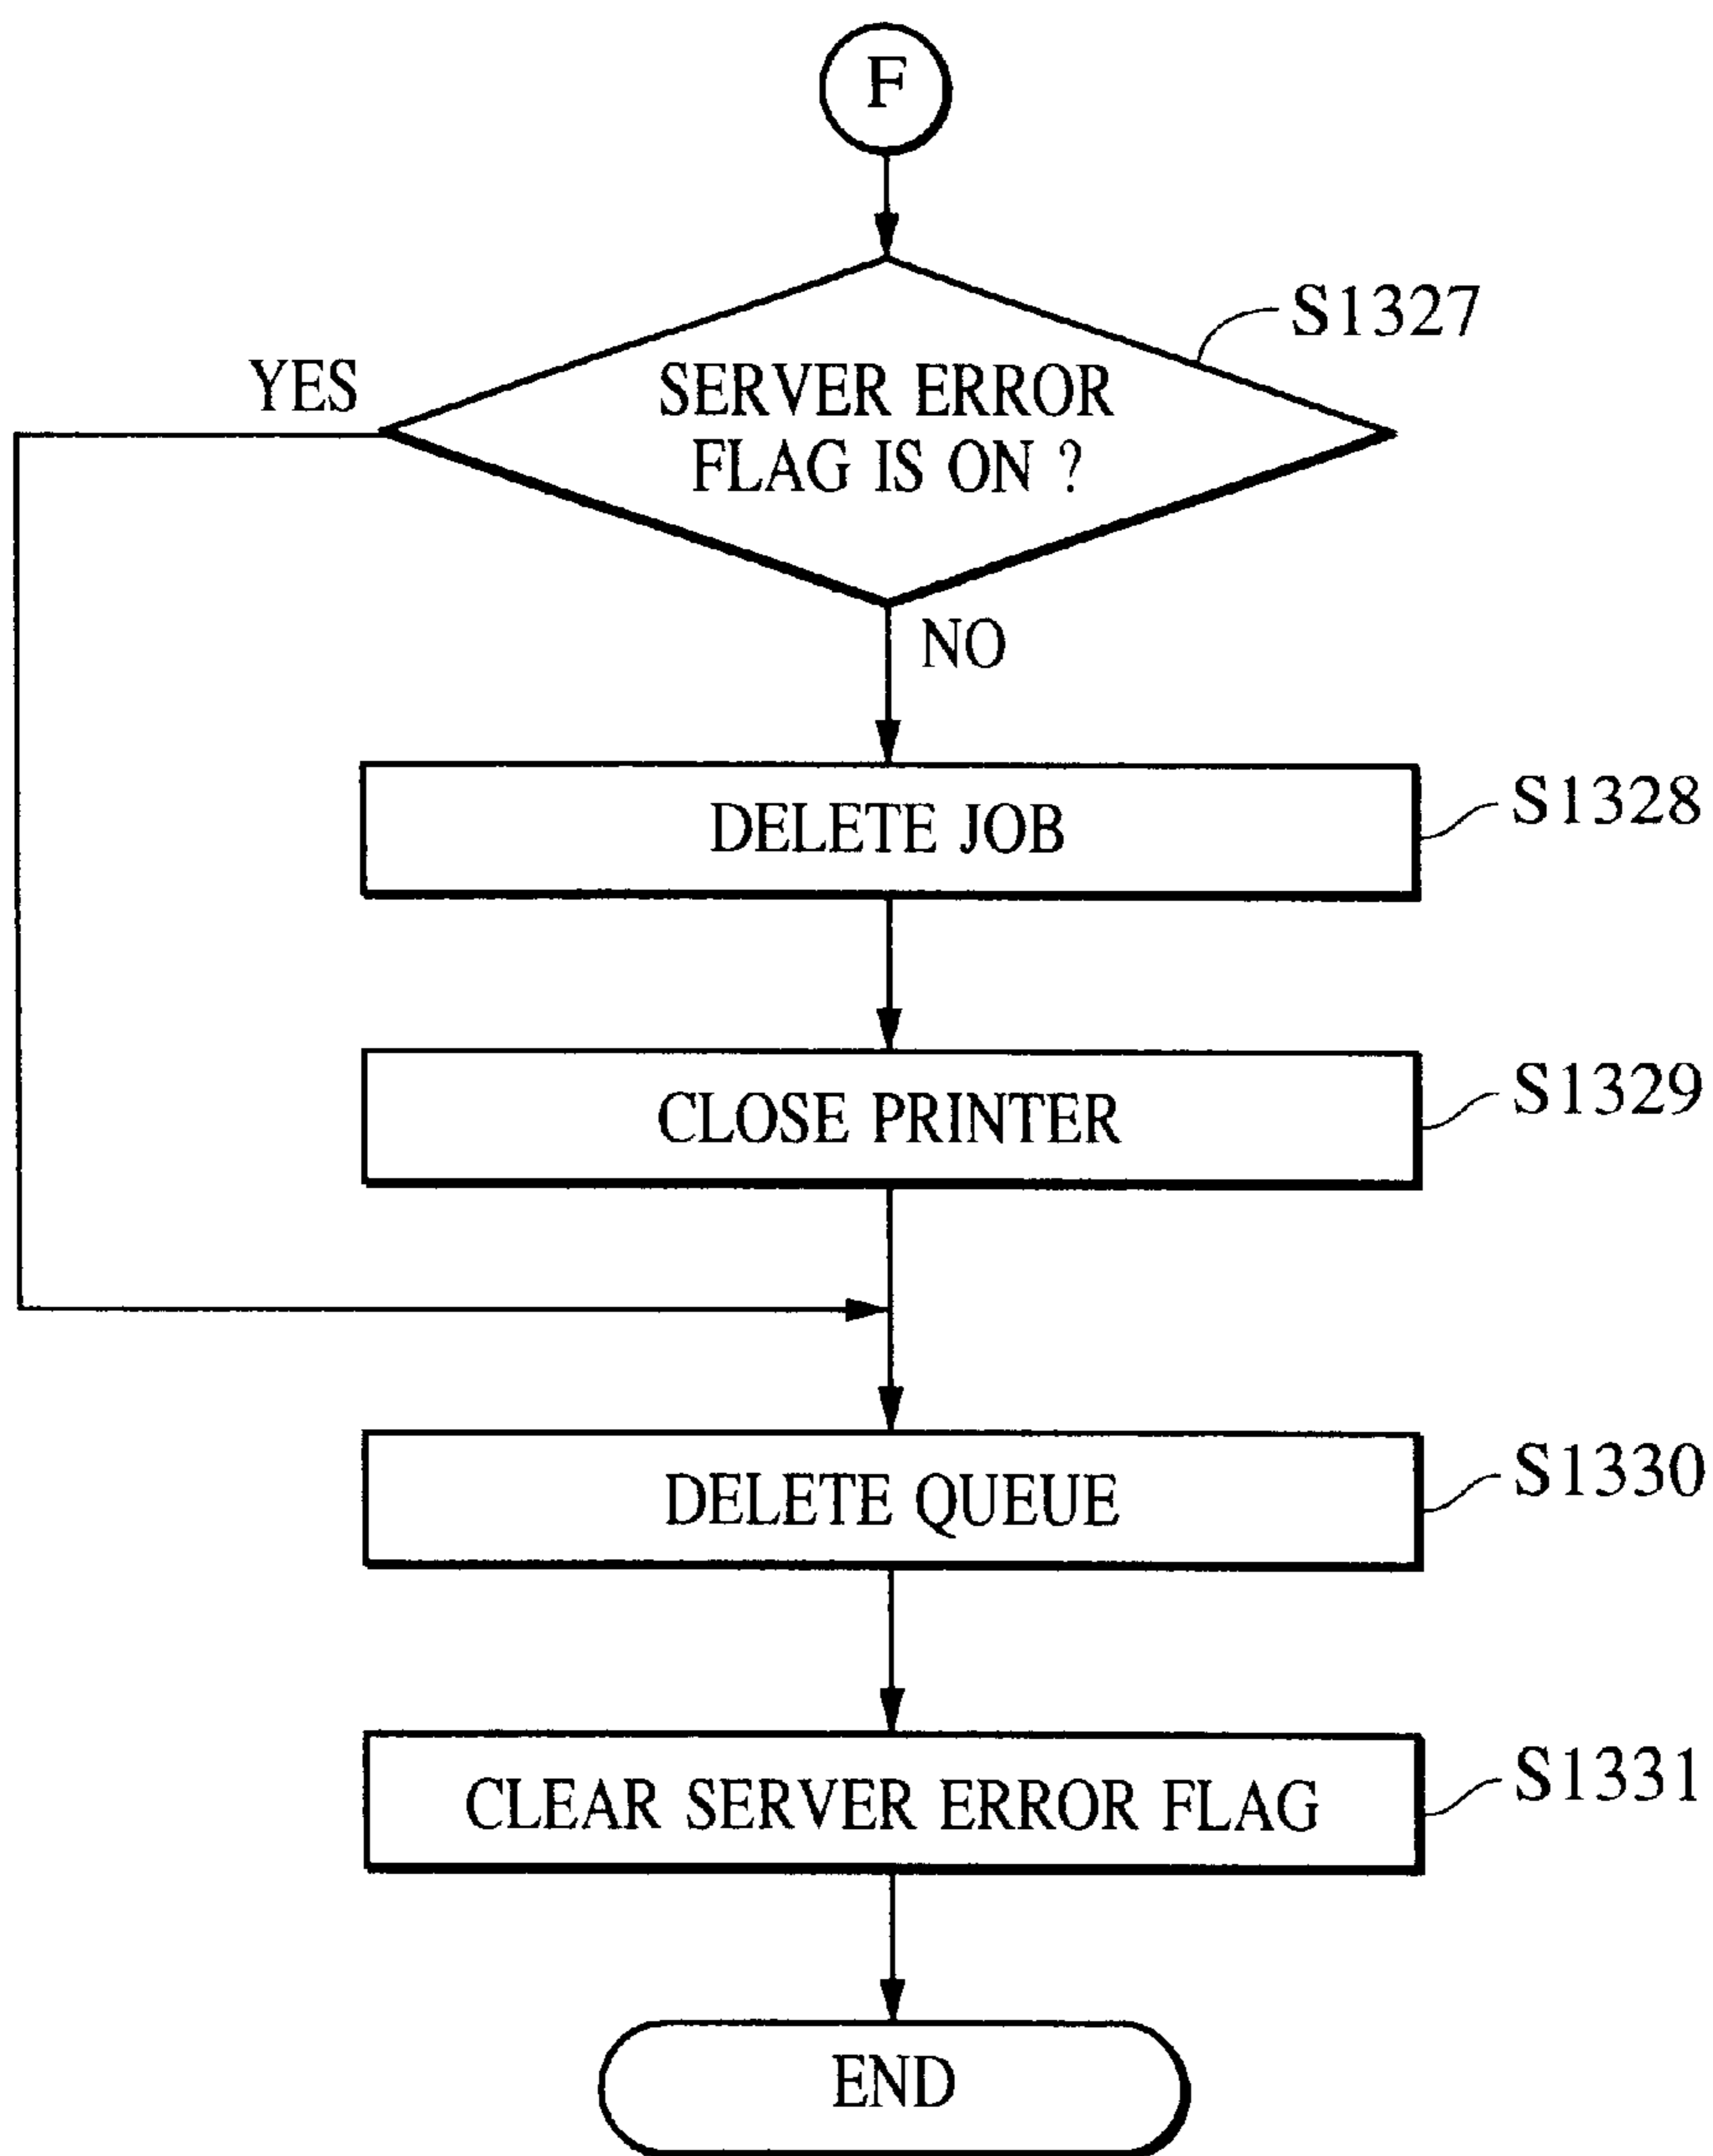 F
S1327
YES
SERVER ERROR
FLAG IS ON ?
NO
DELETE JOB
S1328
CLOSE PRINTER
S1329
DELETE QUEUE
S1330
CLEAR SERVER ERROR FLAG
S1331
END